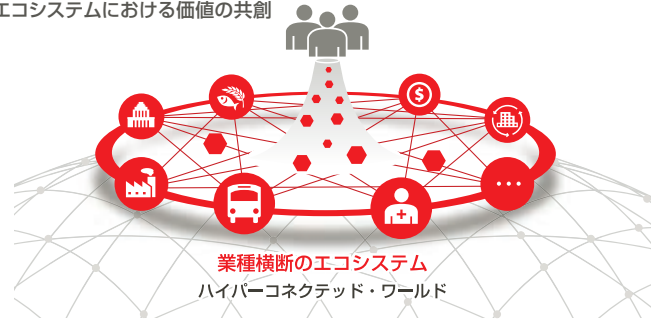 エコシステムにおける価値の共創
$
業種横断のエコシステム
ハイパーコネクテッド・ワールド